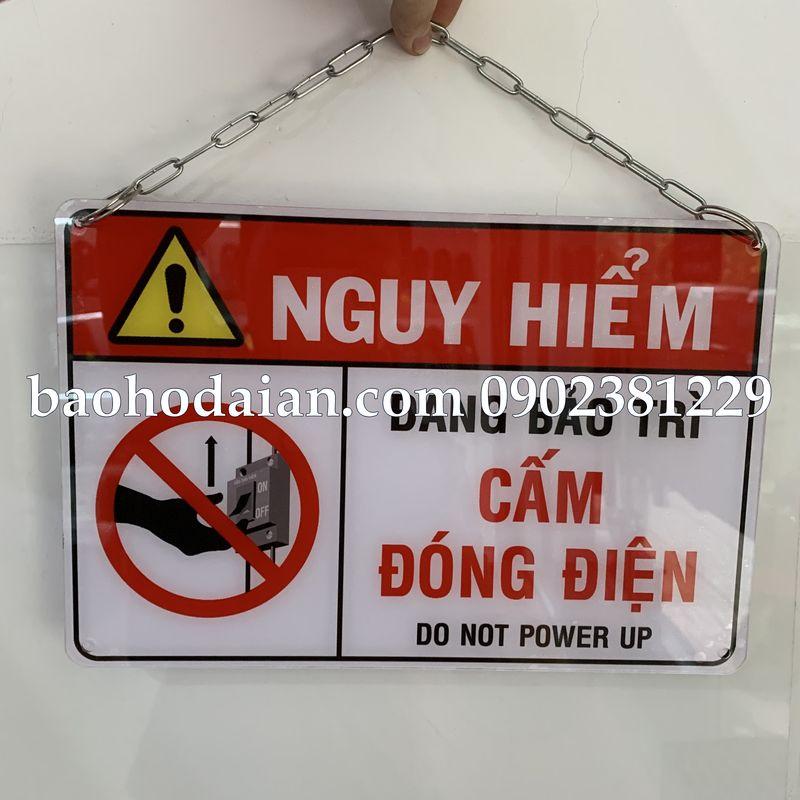 NGUY HIỂM
baohodaian.com 0902381229
ĐANG BẢO TRÌ
ON
OFF
CẤM
ĐÓNG ĐIỆN
DO NOT POWER UP